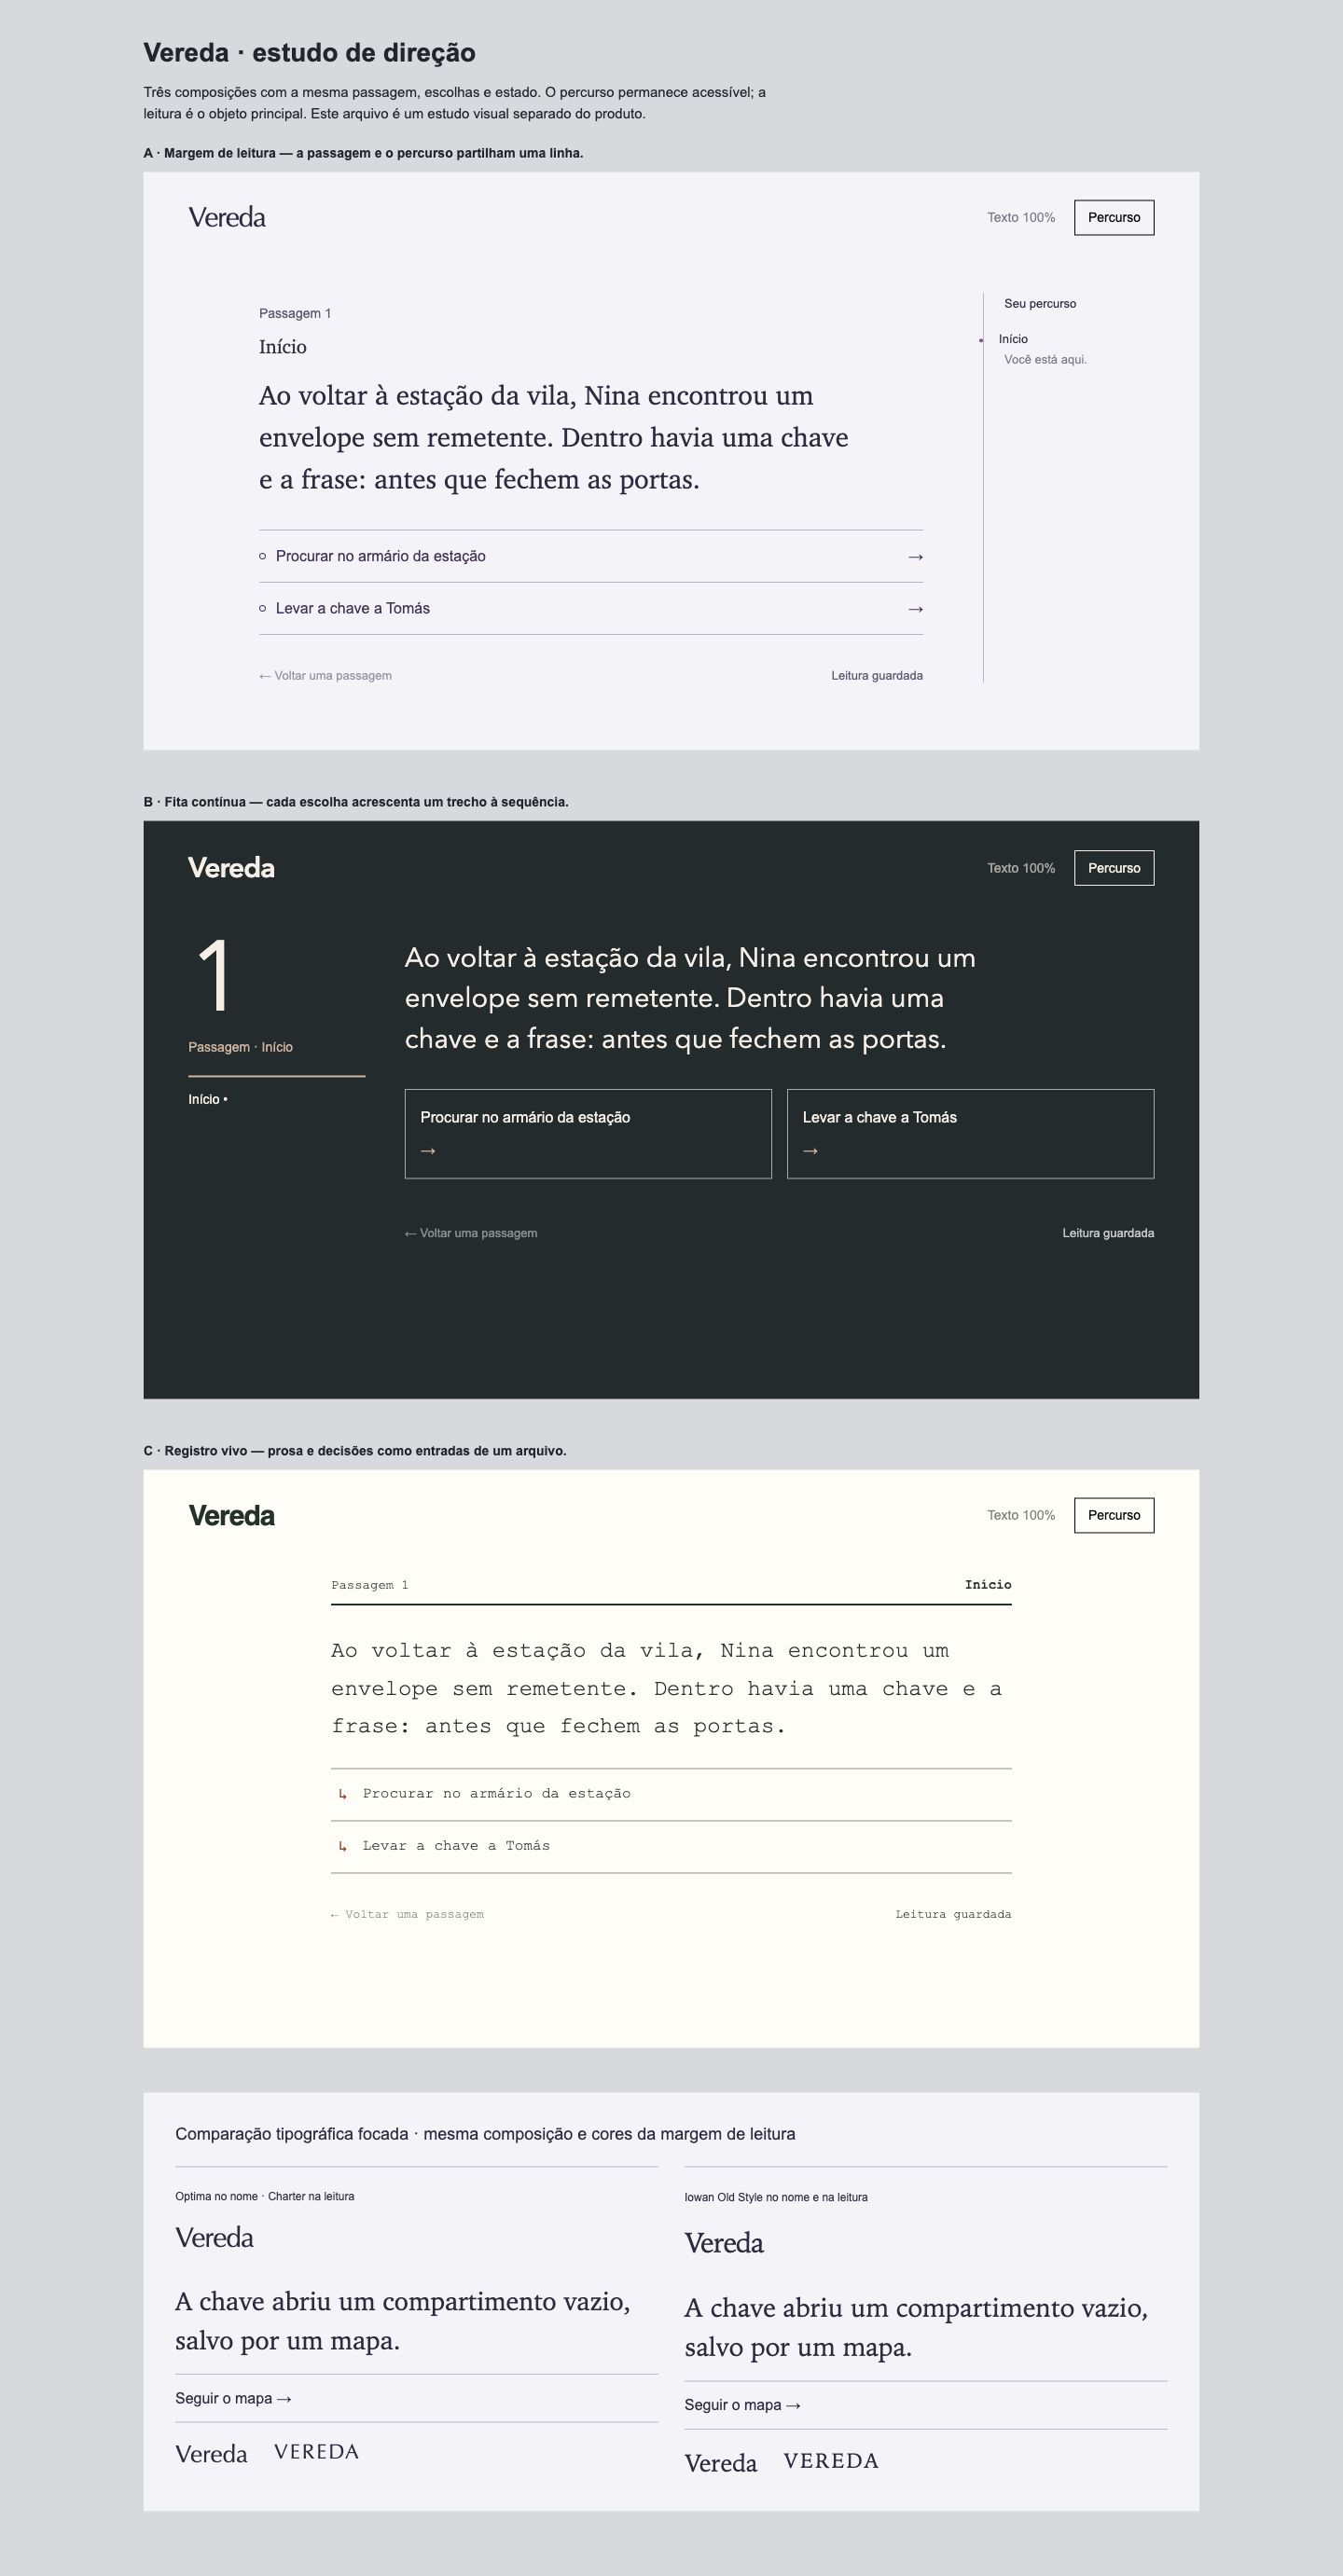 Vereda · estudo de direção
Três composições com a mesma passagem, escolhas e estado. O percurso permanece acessível; a
leitura é o objeto principal. Este arquivo é um estudo visual separado do produto.
A · Margem de leitura — a passagem e o percurso partilham uma linha.
Vereda
Texto 100%
Percurso
Passagem 1
Início
Ao voltar à estação da vila, Nina encontrou um
envelope sem remetente. Dentro havia uma chave
e a frase: antes que fechem as portas.
Procurar no armário da estação →
Levar a chave a Tomás →
← Voltar uma passagem
Leitura guardada
Seu percurso
Início
Você está aqui.
B · Fita contínua — cada escolha acrescenta um trecho à sequência.
Vereda
Texto 100%
Percurso
1
Passagem · Início
Início •
Ao voltar à estação da vila, Nina encontrou um
envelope sem remetente. Dentro havia uma
chave e a frase: antes que fechem as portas.
Procurar no armário da estação
→
Levar a chave a Tomás
→
← Voltar uma passagem
Leitura guardada
C · Registro vivo — prosa e decisões como entradas de um arquivo.
Vereda
Texto 100%
Percurso
Passagem 1
Início
Ao voltar à estação da vila, Nina encontrou um
envelope sem remetente. Dentro havia uma chave e a
frase: antes que fechem as portas.
↳ Procurar no armário da estação
↳ Levar a chave a Tomás
← Voltar uma passagem
Leitura guardada
Comparação tipográfica focada · mesma composição e cores da margem de leitura
Optima no nome · Charter na leitura
Vereda
A chave abriu um compartimento vazio,
salvo por um mapa.
Seguir o mapa →
Vereda VEREDA
Iowan Old Style no nome e na leitura
Vereda
A chave abriu um compartimento vazio,
salvo por um mapa.
Seguir o mapa →
Vereda VEREDA